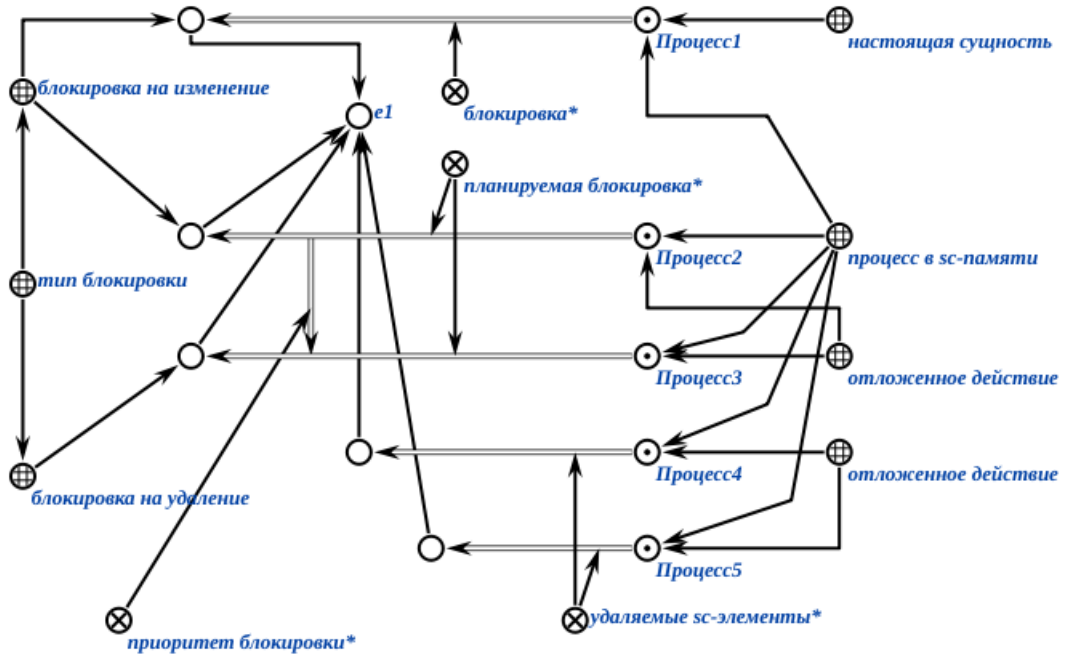 Процесс1
настоящая сущность
блокировка на изменение
e1
блокировка*
планируемая блокировка*
Процесс2
процесс в sc-памяти
тип блокировки
Процесс3
отложенное действие
Процесс4
отложенное действие
блокировка на удаление
Процесс5
удаляемые sc-элементы*
приоритет блокировки*